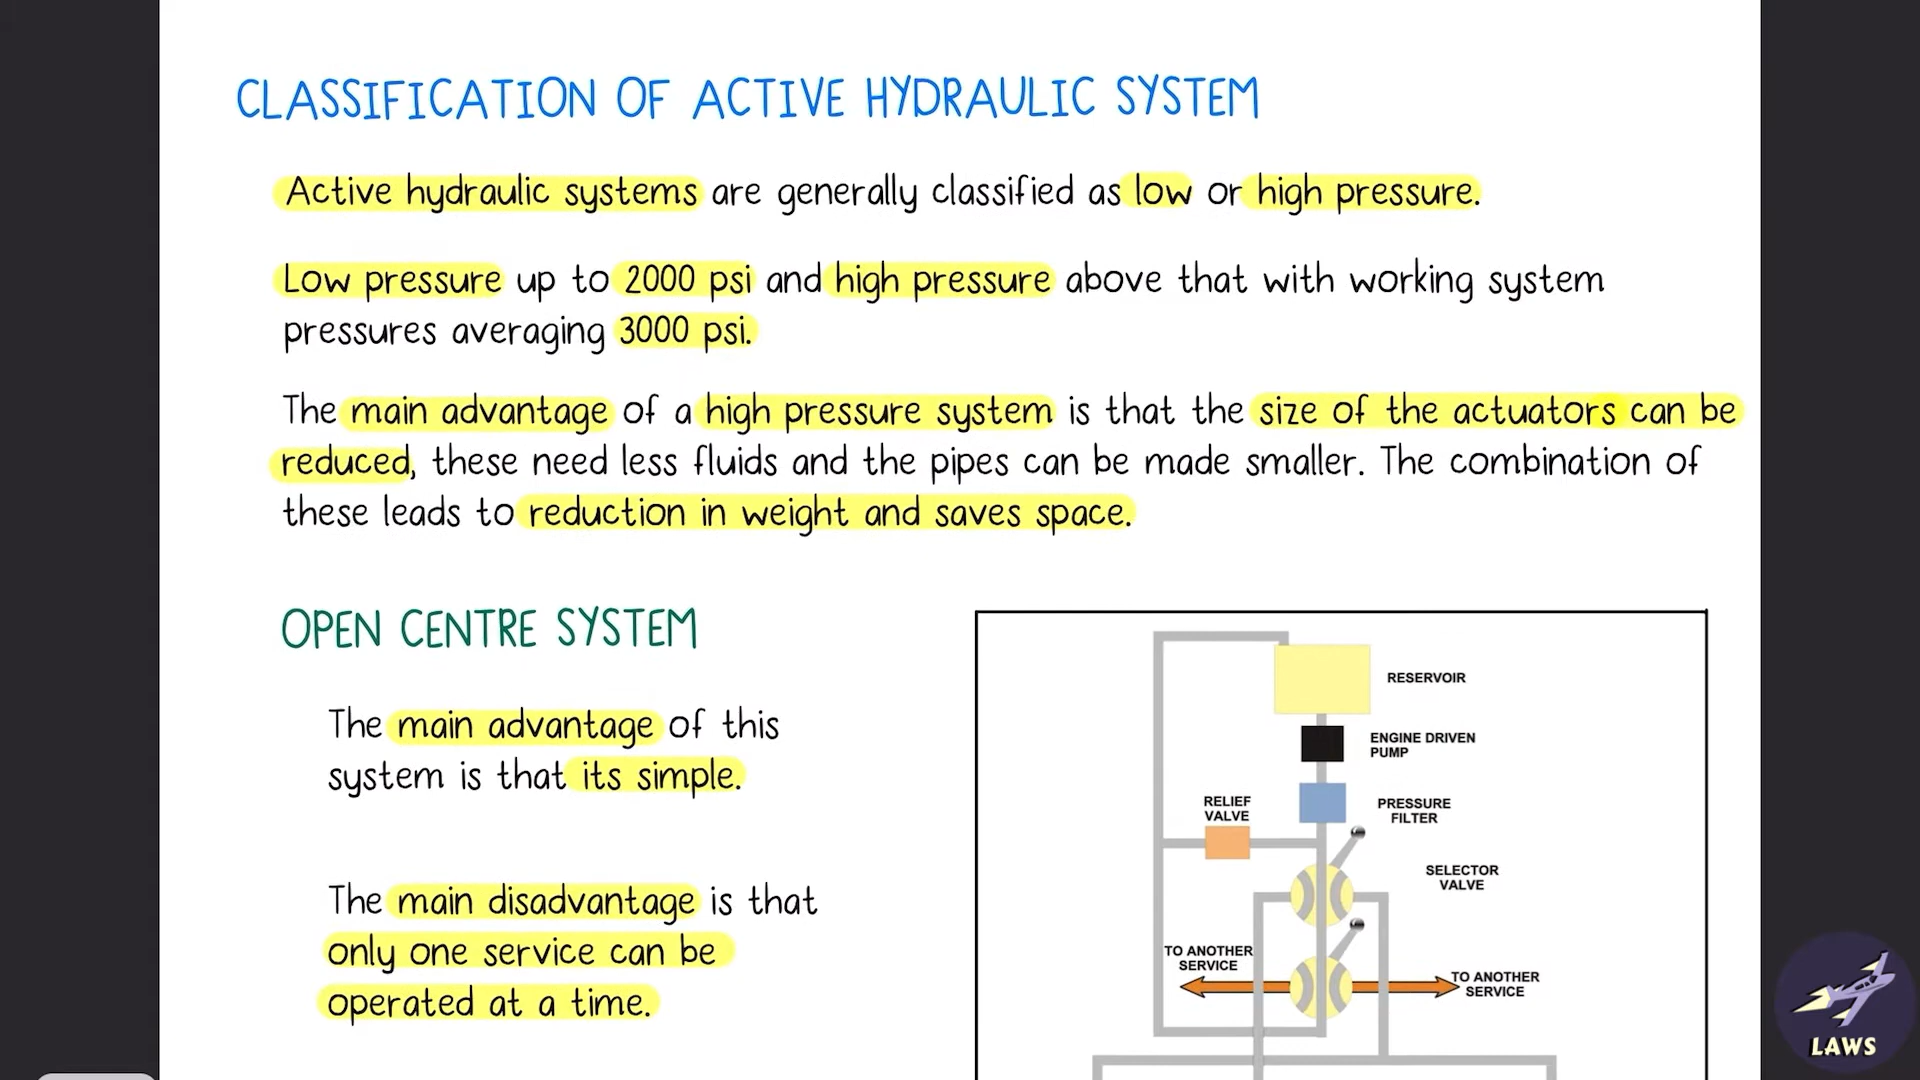 CLASSIFICATION OF ACTIVE HYDRAULIC SYSTEM
Active hydraulic systems are generally classified as low or high pressure.
Low pressure up to 2000 psi and high pressure above that with working system
pressures averaging 3000 psi.
The main advantage of a high pressure system is that the size of the actuators can be
reduced, these need less fluids and the pipes can be made smaller. The combination of
these leads to reduction in weight and saves space.
OPEN CENTRE SYSTEM
The main advantage of this
system is that its simple.
The main disadvantage is that
only one service can be
operated at a time.
RESERVOIR
ENGINE DRIVEN
PUMP
RELIEF
VALVE
PRESSURE
FILTER
SELECTOR
VALVE
TO ANOTHER
SERVICE
TO ANOTHER
SERVICE
LAWS